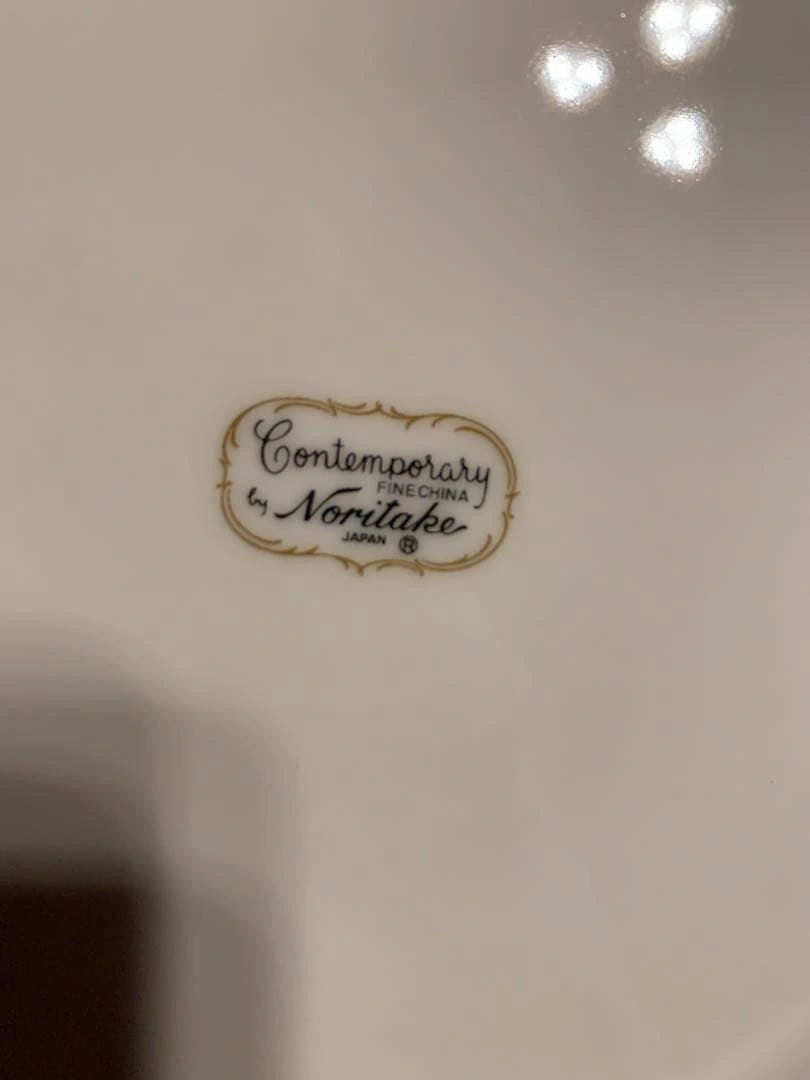 Contemporary
FINE CHINA
by Noritake
JAPAN ®